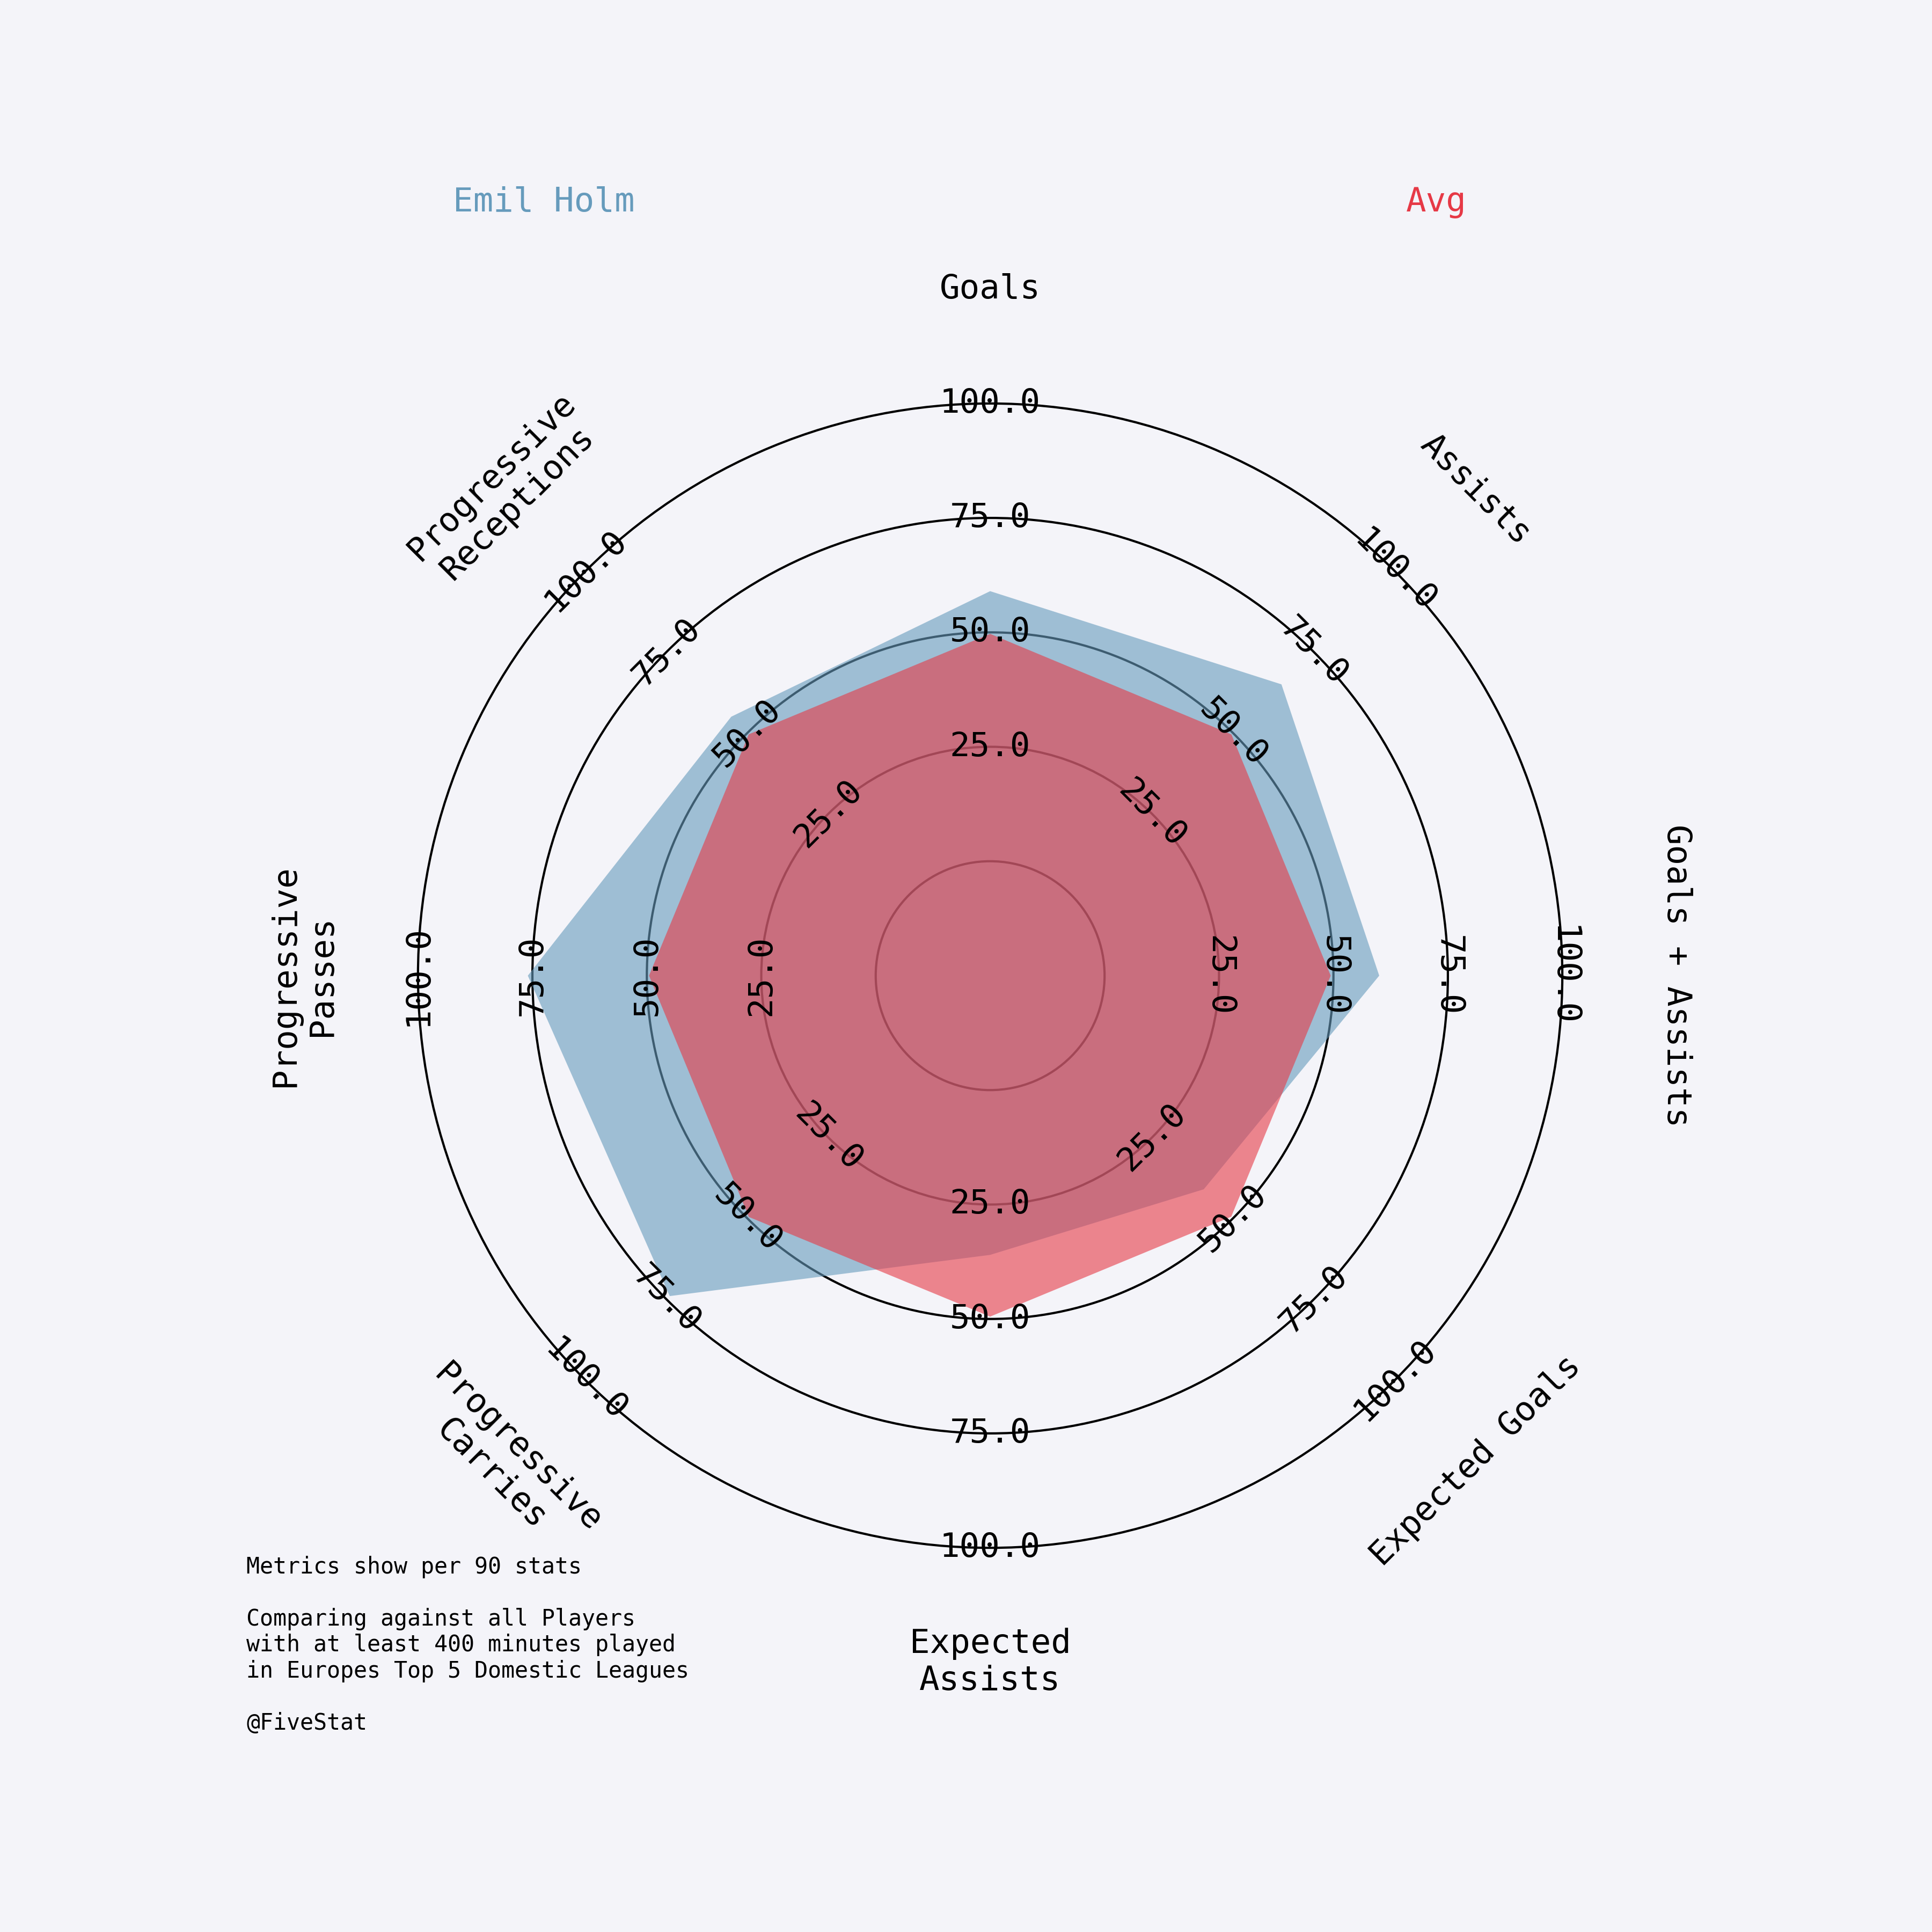 Emil Holm
Avg
Goals
Assists
Goals + Assists
Expected Goals
Expected
Assists
Progressive
Carries
Progressive
Passes
Progressive
Receptions
25.0
50.0
75.0
100.0
25.0
50.0
75.0
100.0
25.0
50.0
75.0
100.0
25.0
50.0
75.0
100.0
25.0
50.0
75.0
100.0
25.0
50.0
75.0
100.0
25.0
50.0
75.0
100.0
25.0
50.0
75.0
100.0
Metrics show per 90 stats
Comparing against all Players
with at least 400 minutes played
in Europes Top 5 Domestic Leagues
@FiveStat